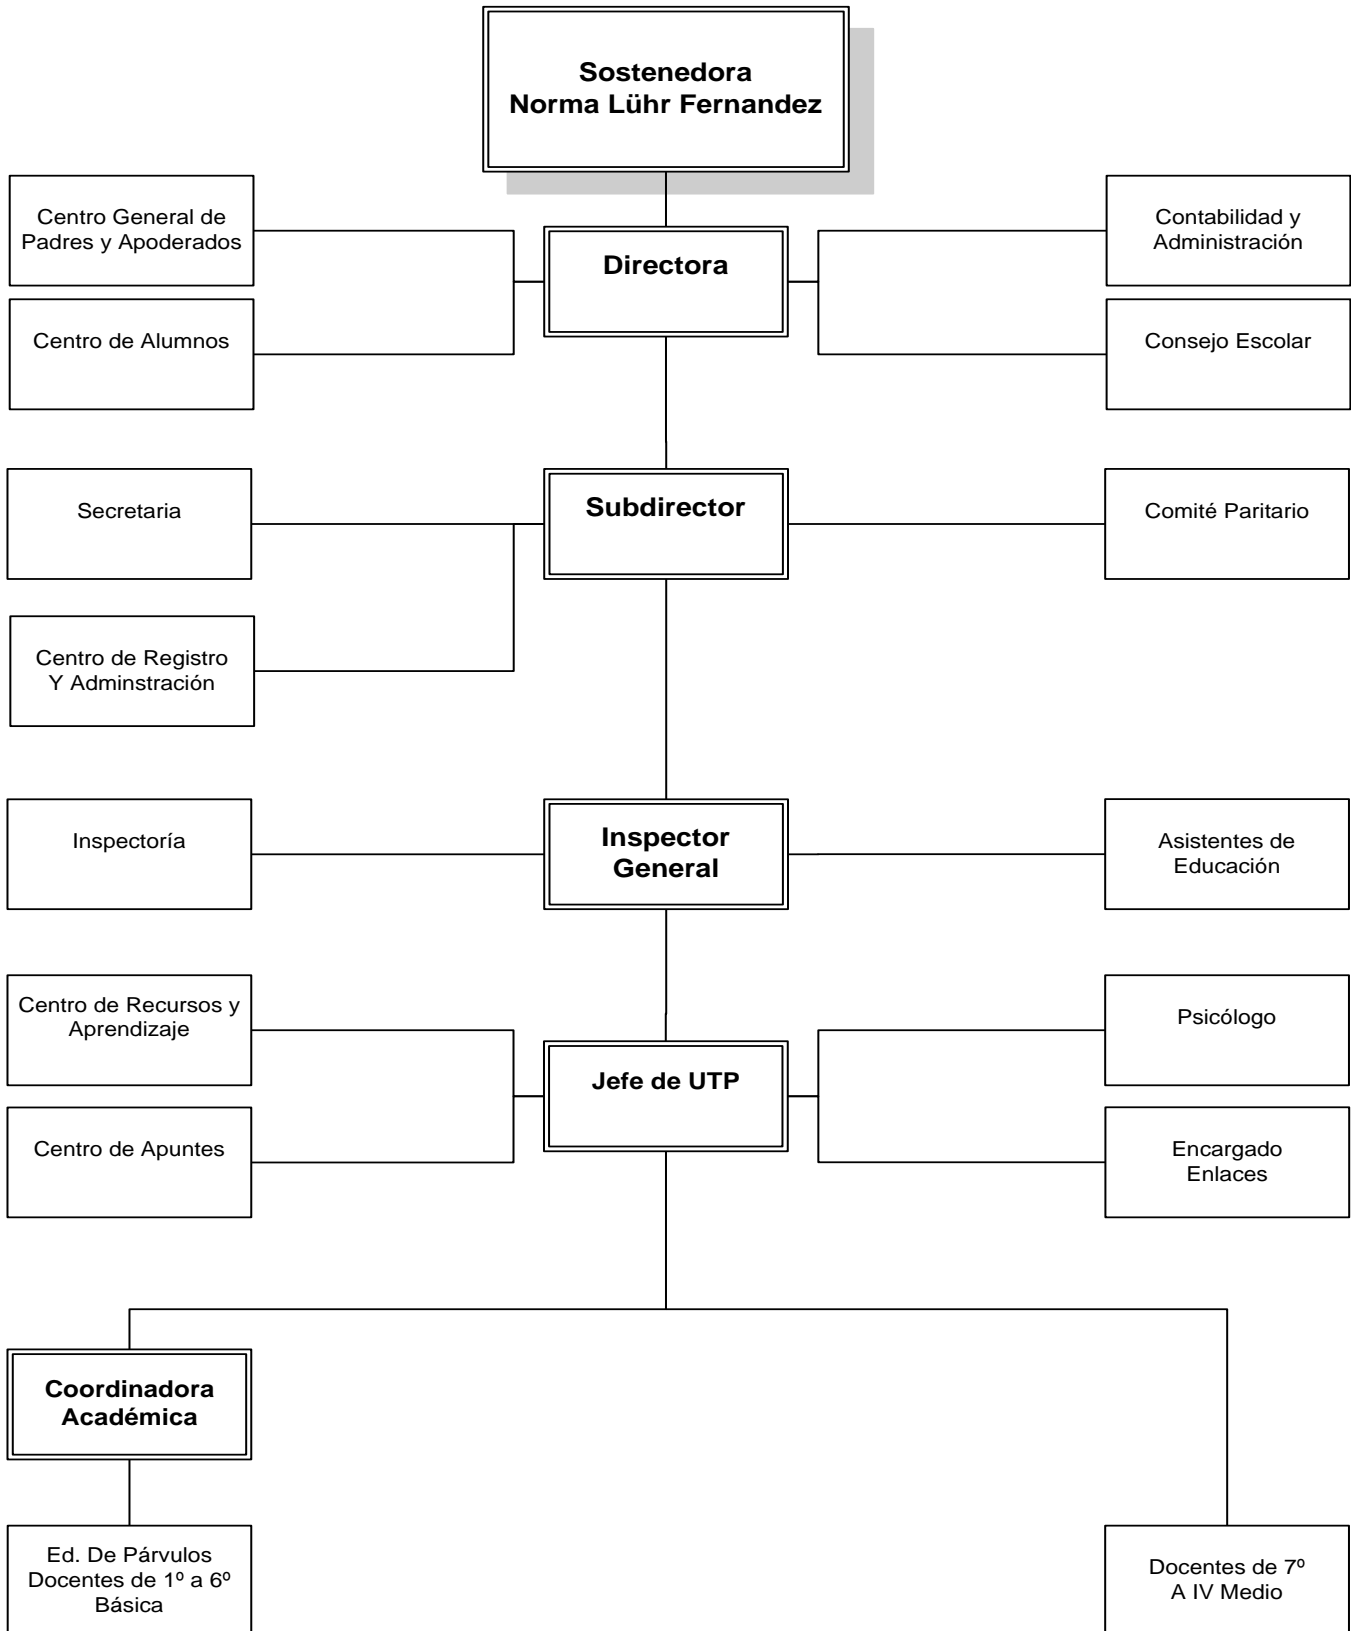 Sostenedora
Norma Lühr Fernandez
Centro General de
Padres y Apoderados
Directora
Contabilidad y
Administración
Centro de Alumnos
Consejo Escolar
Secretaria
Subdirector
Comité Paritario
Centro de Registro
Y Adminstración
Inspectoría
Inspector
General
Asistentes de
Educación
Centro de Recursos y
Aprendizaje
Jefe de UTP
Psicólogo
Centro de Apuntes
Encargado
Enlaces
Coordinadora
Académica
Ed. De Párvulos
Docentes de 1º a 6º
Básica
Docentes de 7º
A IV Medio